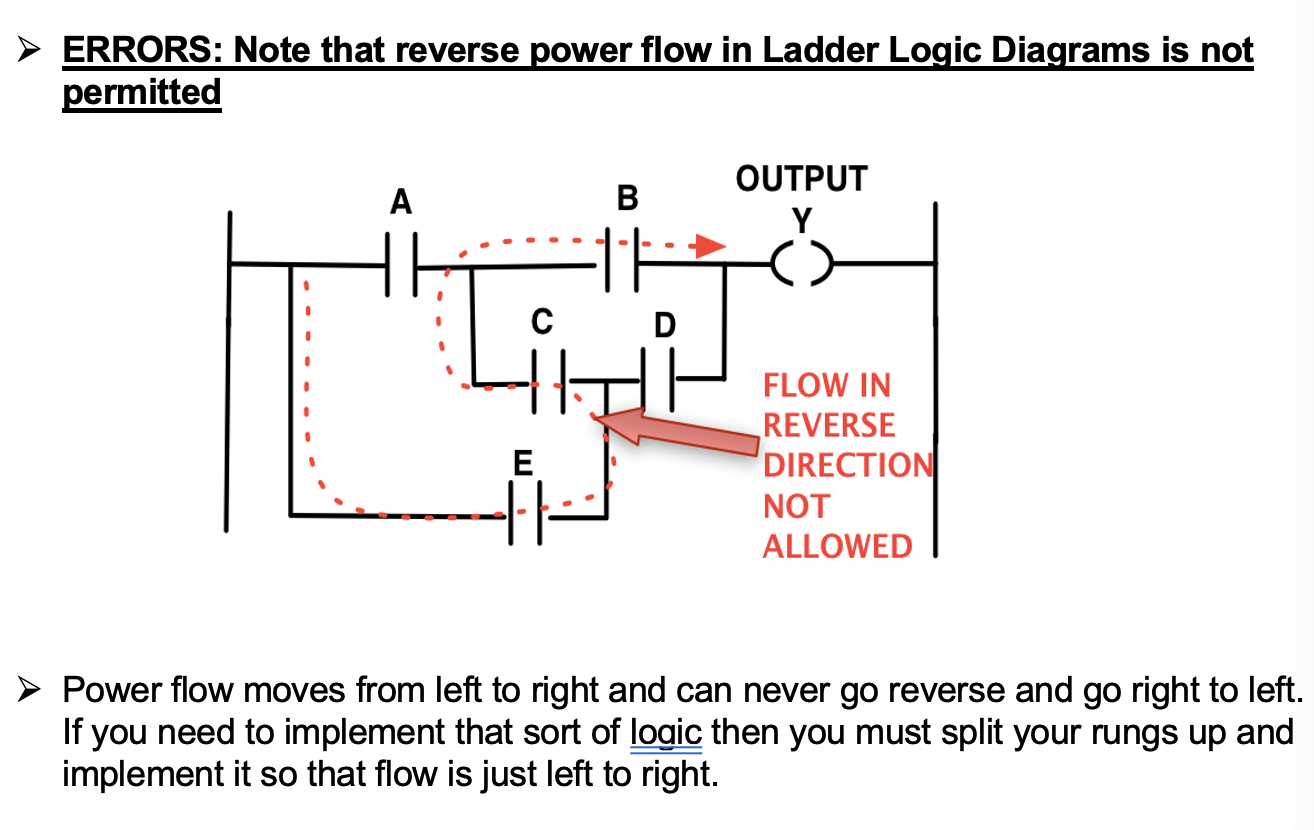 ➢ ERRORS: Note that reverse power flow in Ladder Logic Diagrams is not
permitted
OUTPUT
A
B
Y
C
D
FLOW IN
REVERSE
DIRECTION
NOT
ALLOWED
E
➢ Power flow moves from left to right and can never go reverse and go right to left.
If you need to implement that sort of logic then you must split your rungs up and
implement it so that flow is just left to right.